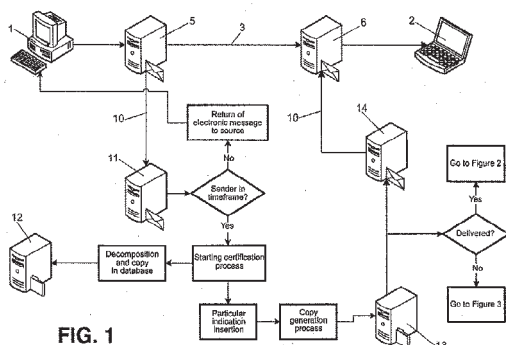 1
5
3
6
2
10
Return of
electronic message
to source
10
14
11
No
Sender in
timeframe?
Go to Figure 2
12
Yes
Yes
Decomposition
and copy
in database
Starting certification
process
Delivered?
No
Particular
indication
insertion
Copy
generation
process
Go to Figure 3
FIG. 1
13